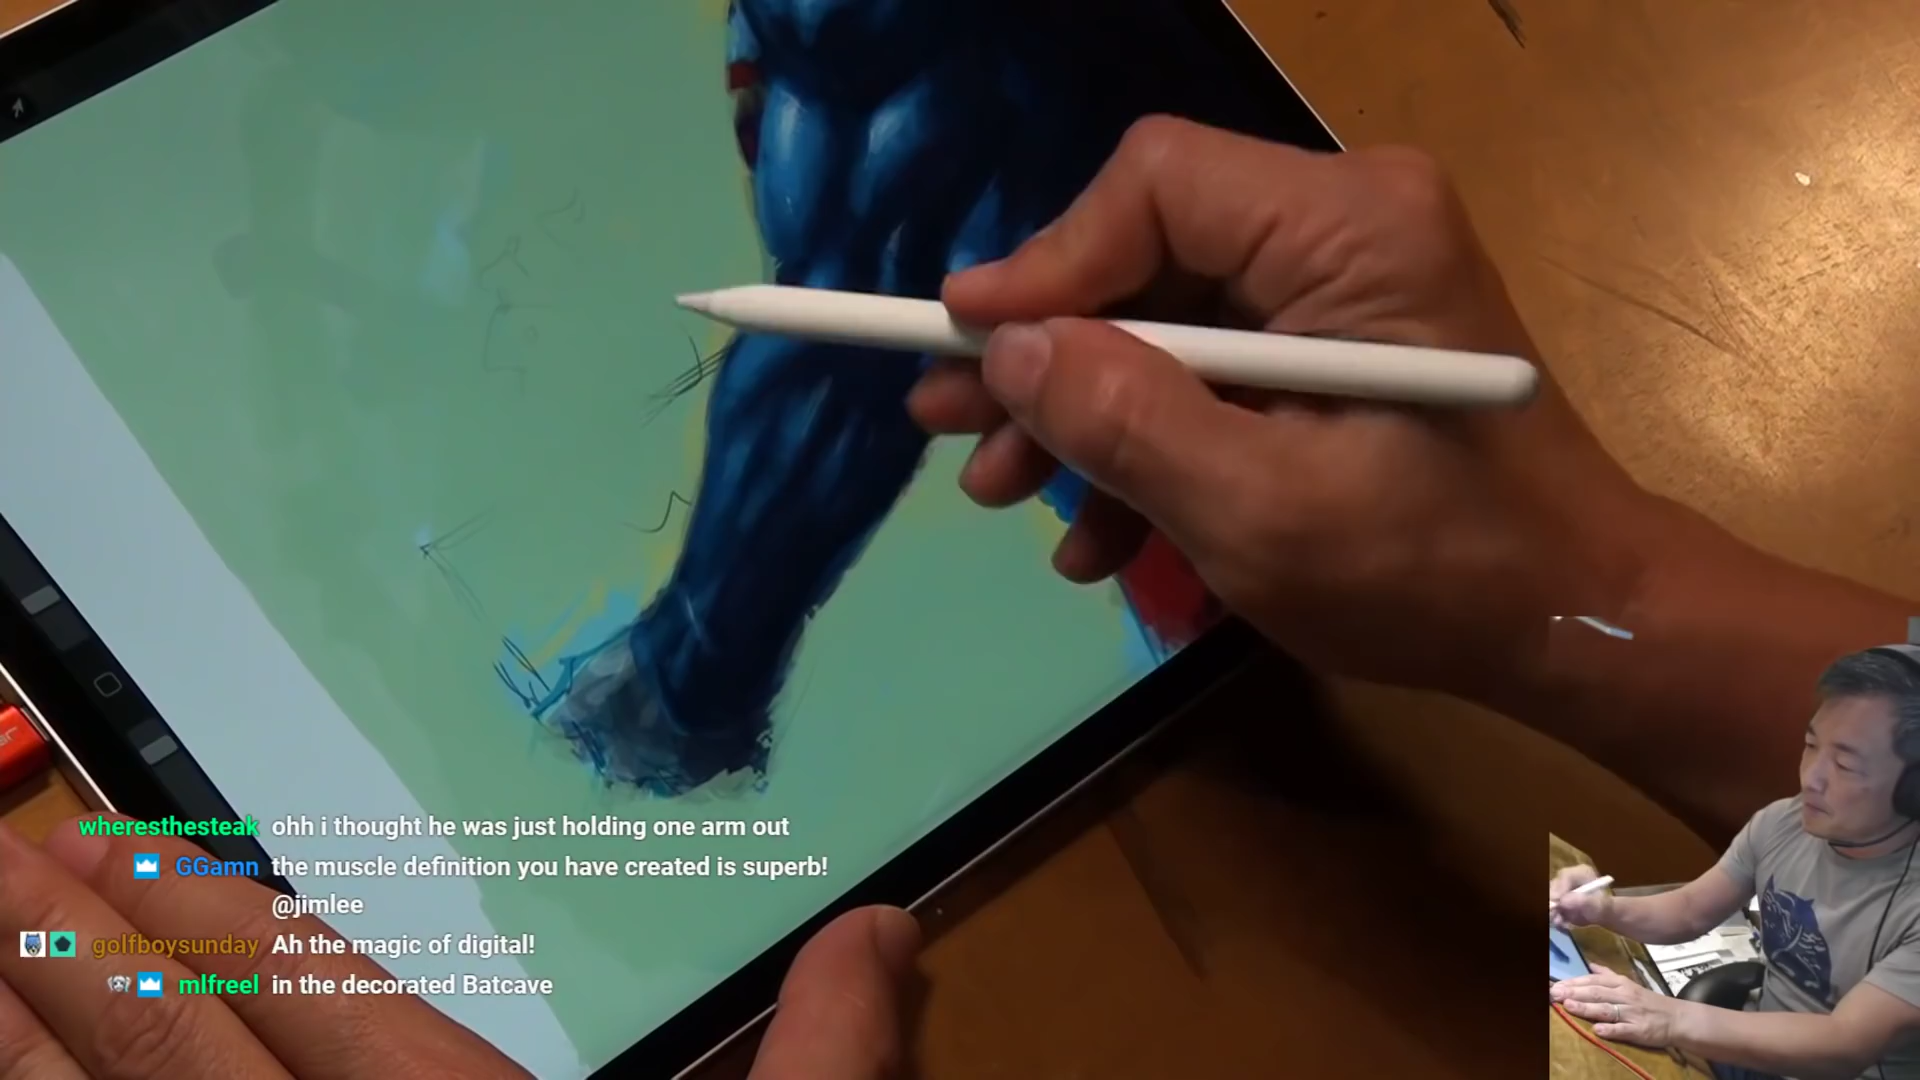 wheresthesteak ohh i thought he was just holding one arm out
GGamn the muscle definition you have created is superb!
@jimlee
golfboysunday Ah the magic of digital!
mlfreel in the decorated Batcave